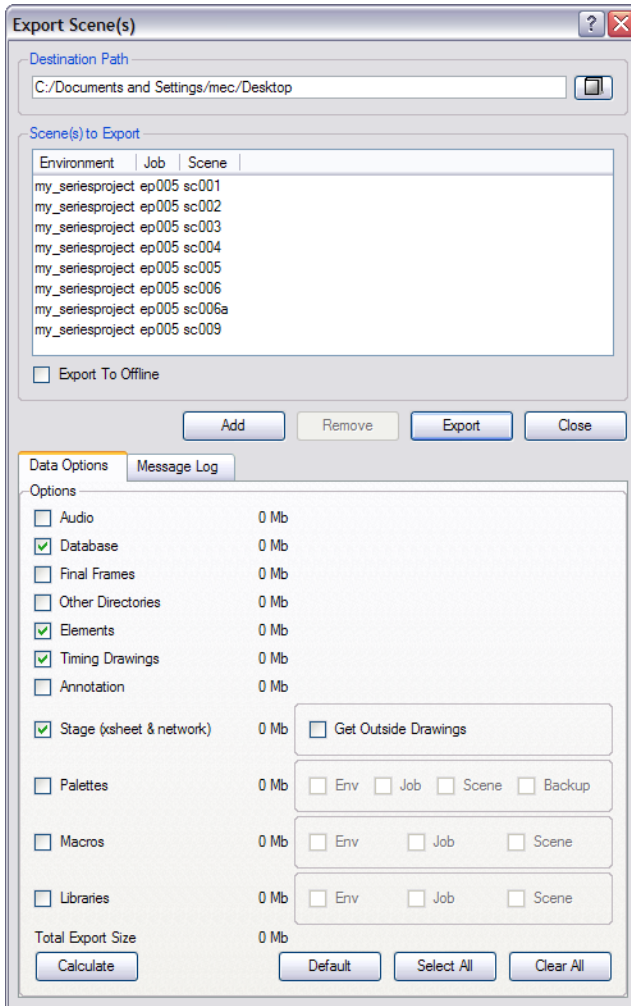 Export Scene(s)
Destination Path
C:/Documents and Settings/mec/Desktop
Scene(s) to Export
Environment Job Scene
my_seriesproject ep005 sc001
my_seriesproject ep005 sc002
my_seriesproject ep005 sc003
my_seriesproject ep005 sc004
my_seriesproject ep005 sc005
my_seriesproject ep005 sc006
my_seriesproject ep005 sc006a
my_seriesproject ep005 sc009
Export To Offline
Add Remove Export Close
Data Options Message Log
Options
Audio 0 Mb
Database 0 Mb
Final Frames 0 Mb
Other Directories 0 Mb
Elements 0 Mb
Timing Drawings 0 Mb
Annotation 0 Mb
Stage (xsheet & network) 0 Mb Get Outside Drawings
Palettes 0 Mb Env Job Scene Backup
Macros 0 Mb Env Job Scene
Libraries 0 Mb Env Job Scene
Total Export Size 0 Mb
Calculate Default Select All Clear All